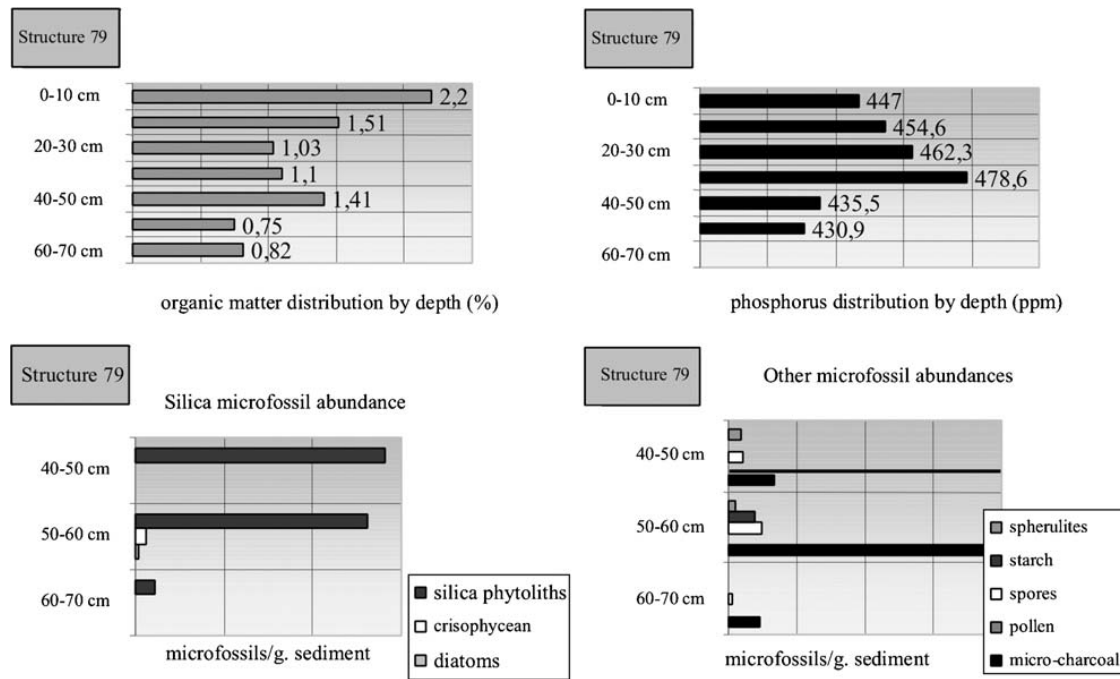 Structure 79
0-10 cm
2,2
1,51
20-30 cm
1,03
1,1
40-50 cm
1,41
0,75
60-70 cm
0,82
organic matter distribution by depth (%)
Structure 79
0-10 cm
447
454,6
20-30 cm
462,3
478,6
40-50 cm
435,5
430,9
60-70 cm
phosphorus distribution by depth (ppm)
Structure 79
Silica microfossil abundance
40-50 cm
50-60 cm
60-70 cm
silica phytoliths
crisophycean
diatoms
microfossils/g. sediment
Structure 79
Other microfossil abundances
40-50 cm
50-60 cm
60-70 cm
spherulites
starch
spores
pollen
micro-charcoal
microfossils/g. sediment